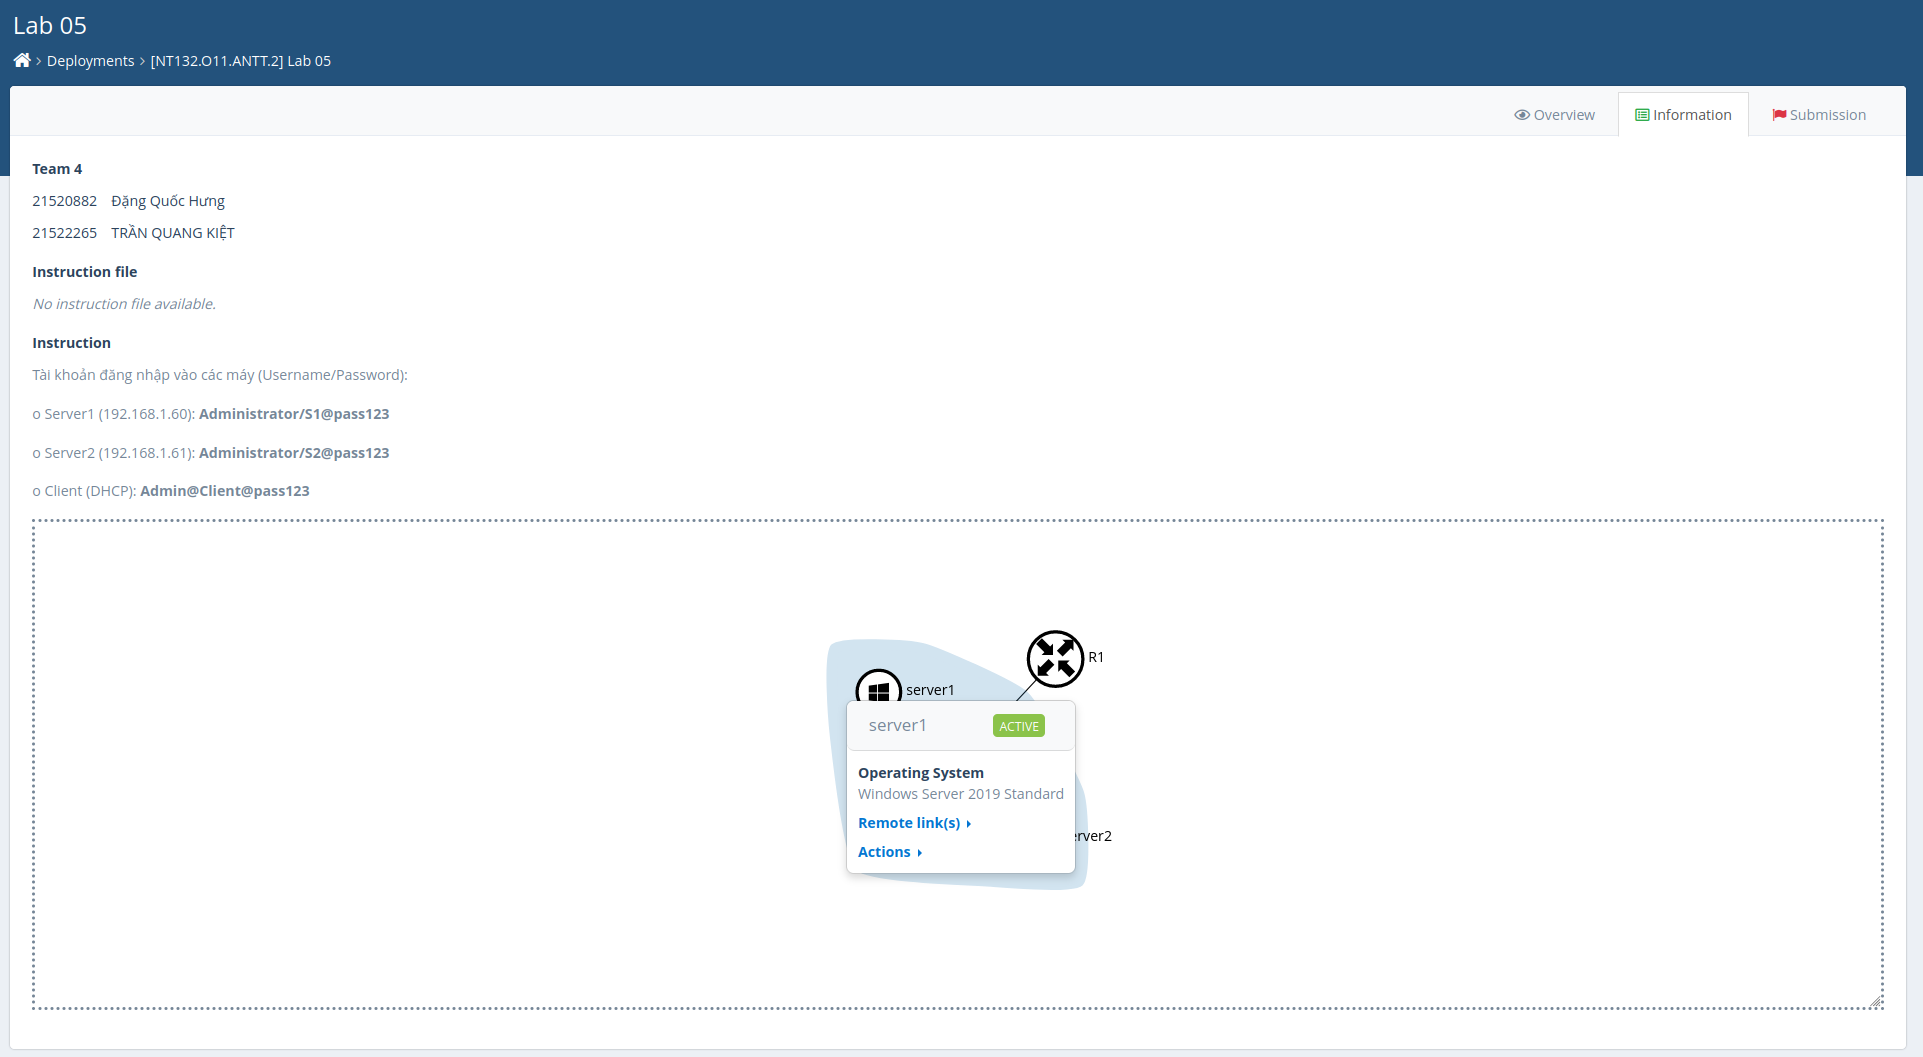 Lab 05
Deployments
[NT132.O11.ANTT.2] Lab 05
Overview
Information
Submission
Team 4
21520882 Đặng Quốc Hưng
21522265 TRẦN QUANG KIỆT
Instruction file
No instruction file available.
Instruction
Tài khoản đăng nhập vào các máy (Username/Password):
o Server1 (192.168.1.60): Administrator/S1@pass123
o Server2 (192.168.1.61): Administrator/S2@pass123
o Client (DHCP): Admin@Client@pass123
R1
server1
server1
ACTIVE
Operating System
Windows Server 2019 Standard
Remote link(s)
erver2
Actions